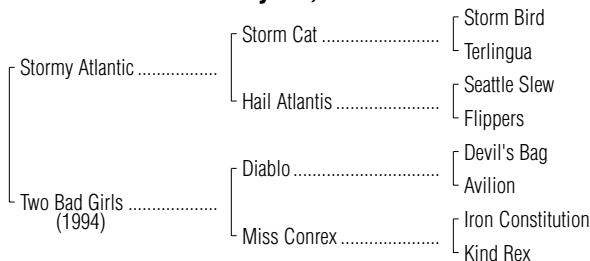 Storm Bird
Storm Cat ....................
Terlingua
Stormy Atlantic .................
Seattle Slew
Hail Atlantis ......................
Flippers
Devil's Bag
Diablo ...............................
Avilion
Two Bad Girls ...................
(1994)
Iron Constitution
Miss Conrex .....................
Kind Rex